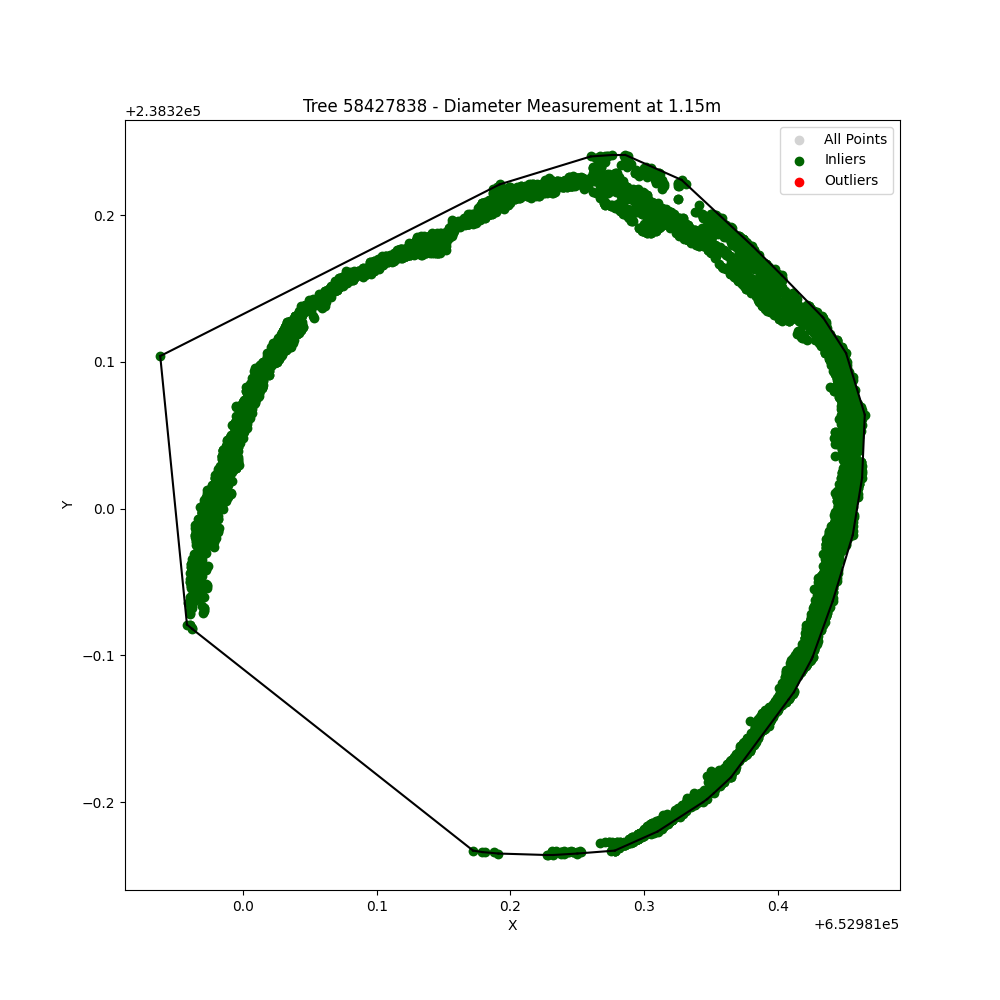 Tree 58427838 - Diameter Measurement at 1.15m
+2.3832e5
All Points
Inliers
Outliers
0.2
0.1
0.0
−0.1
−0.2
Y
0.0 0.1 0.2 0.3 0.4
X
+6.52981e5